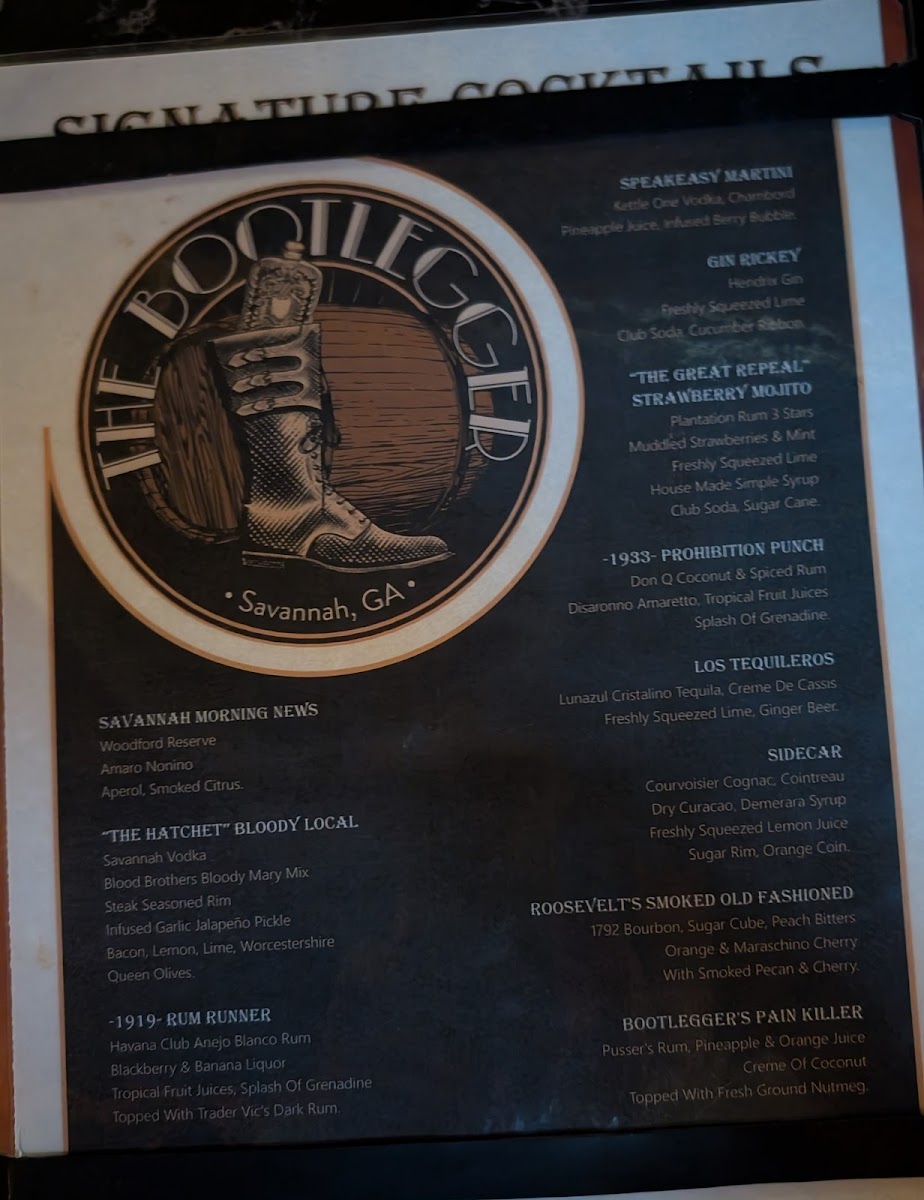 SIGNATURE COCKTAILS
THE BOOTLEGGER
• Savannah, GA •
SAVANNAH MORNING NEWS
Woodford Reserve
Amaro Nonino
Aperol, Smoked Citrus.
"THE HATCHET" BLOODY LOCAL
Savannah Vodka
Blood Brothers Bloody Mary Mix
Steak Seasoned Rim
Infused Garlic Jalapeño Pickle
Bacon, Lemon, Lime, Worcestershire
Queen Olives.
-1919- RUM RUNNER
Havana Club Anejo Blanco Rum
Blackberry & Banana Liquor
Tropical Fruit Juices, Splash Of Grenadine
Topped With Trader Vic's Dark Rum.
SPEAKEASY MARTINI
Kettle One Vodka, Chambord
Pineapple Juice, Infused Berry Bubble.
GIN RICKEY
Hendrix Gin
Freshly Squeezed Lime
Club Soda, Cucumber Ribbon.
"THE GREAT REPEAL"
STRAWBERRY MOJITO
Plantation Rum 3 Stars
Muddled Strawberries & Mint
Freshly Squeezed Lime
House Made Simple Syrup
Club Soda, Sugar Cane.
-1933- PROHIBITION PUNCH
Don Q Coconut & Spiced Rum
Disaronno Amaretto, Tropical Fruit Juices
Splash Of Grenadine.
LOS TEQUILEROS
Lunazul Cristalino Tequila, Creme De Cassis
Freshly Squeezed Lime, Ginger Beer.
SIDECAR
Courvoisier Cognac, Cointreau
Dry Curacao, Demerara Syrup
Freshly Squeezed Lemon Juice
Sugar Rim, Orange Coin.
ROOSEVELT'S SMOKED OLD FASHIONED
1792 Bourbon, Sugar Cube, Peach Bitters
Orange & Maraschino Cherry
With Smoked Pecan & Cherry.
BOOTLEGGER'S PAIN KILLER
Pusser's Rum, Pineapple & Orange Juice
Creme Of Coconut
Topped With Fresh Ground Nutmeg.